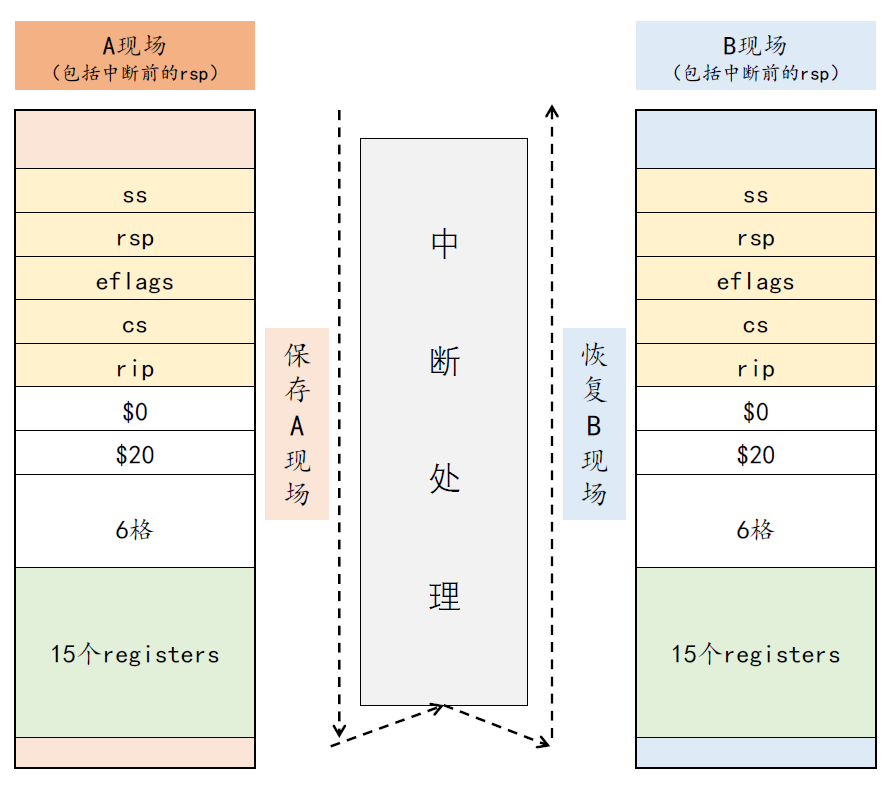 A现场
（包括中断前的rsp）
ss
rsp
eflags
cs
rip
$0
$20
6格
15个registers
保存A现场
中断处理
恢复B现场
B现场
（包括中断前的rsp）
ss
rsp
eflags
cs
rip
$0
$20
6格
15个registers